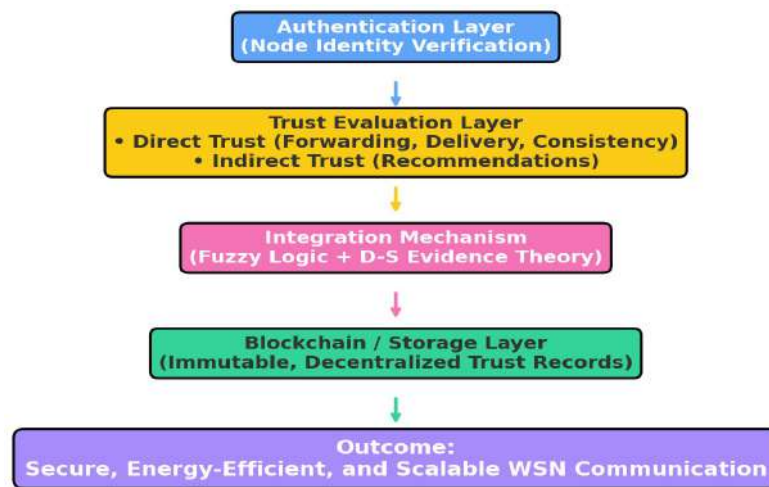 Authentication Layer
(Node Identity Verification)
Trust Evaluation Layer
• Direct Trust (Forwarding, Delivery, Consistency)
• Indirect Trust (Recommendations)
Integration Mechanism
(Fuzzy Logic + D-S Evidence Theory)
Blockchain / Storage Layer
(Immutable, Decentralized Trust Records)
Outcome:
Secure, Energy-Efficient, and Scalable WSN Communication